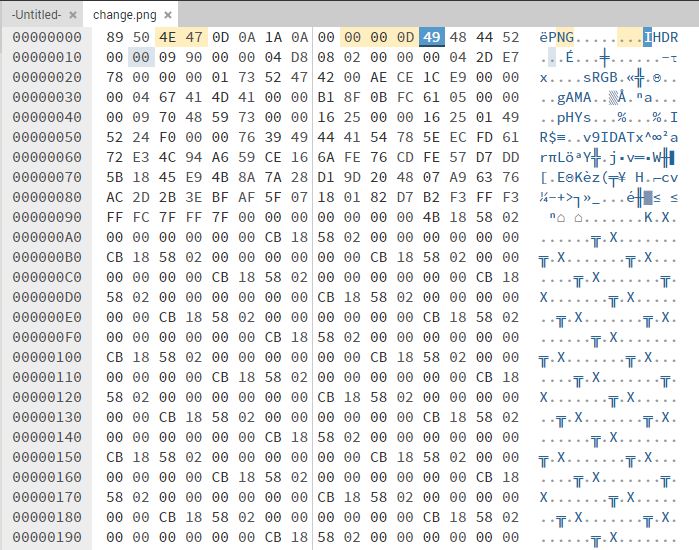 -Untitled- × change.png ×
00000000 89 50 4E 47 0D 0A 1A 0A 00 00 00 0D 49 48 44 52 ëPNG........IHDR
00000010 00 00 09 90 00 00 04 D8 08 02 00 00 00 04 2D E7 ...É...╪......-τ
00000020 78 00 00 00 01 73 52 47 42 00 AE CE 1C E9 00 00 x....sRGB.«╬.Θ..
00000030 00 04 67 41 4D 41 00 00 B1 8F 0B FC 61 05 00 00 ..gAMA..▒Å.ⁿa...
00000040 00 09 70 48 59 73 00 00 16 25 00 00 16 25 01 49 ..pHYs...%...%.I
00000050 52 24 F0 00 00 76 39 49 44 41 54 78 5E EC FD 61 R$≡..v9IDATx^∞²a
00000060 72 E3 4C 94 A6 59 CE 16 6A FE 76 CD FE 57 D7 DD rπLöªY╬.j▪v═▪W╫▌
00000070 5B 18 45 E9 4B 8A 7A 28 D1 9D 20 48 07 A9 63 76 [.EΘKèz(╤¥ H.⌐cv
00000080 AC 2D 2B 3E BF AF 5F 07 18 01 82 D7 B2 F3 FF F3 ¼-+>┐»_...é╫▓≤ ≤
00000090 FF FC 7F FF 7F 00 00 00 00 00 00 00 4B 18 58 02 ⁿ⌂ ⌂.......K.X.
000000A0 00 00 00 00 00 00 CB 18 58 02 00 00 00 00 00 00 ......╦.X.......
000000B0 CB 18 58 02 00 00 00 00 00 00 CB 18 58 02 00 00 ╦.X.......╦.X...
000000C0 00 00 00 00 CB 18 58 02 00 00 00 00 00 00 CB 18 ....╦.X.......╦.
000000D0 58 02 00 00 00 00 00 00 CB 18 58 02 00 00 00 00 X.......╦.X.....
000000E0 00 00 CB 18 58 02 00 00 00 00 00 00 CB 18 58 02 ..╦.X.......╦.X.
000000F0 00 00 00 00 00 00 CB 18 58 02 00 00 00 00 00 00 ......╦.X.......
00000100 CB 18 58 02 00 00 00 00 00 00 CB 18 58 02 00 00 ╦.X.......╦.X...
00000110 00 00 00 00 CB 18 58 02 00 00 00 00 00 00 CB 18 ....╦.X.......╦.
00000120 58 02 00 00 00 00 00 00 CB 18 58 02 00 00 00 00 X.......╦.X.....
00000130 00 00 CB 18 58 02 00 00 00 00 00 00 CB 18 58 02 ..╦.X.......╦.X.
00000140 00 00 00 00 00 00 CB 18 58 02 00 00 00 00 00 00 ......╦.X.......
00000150 CB 18 58 02 00 00 00 00 00 00 CB 18 58 02 00 00 ╦.X.......╦.X...
00000160 00 00 00 00 CB 18 58 02 00 00 00 00 00 00 CB 18 ....╦.X.......╦.
00000170 58 02 00 00 00 00 00 00 CB 18 58 02 00 00 00 00 X.......╦.X.....
00000180 00 00 CB 18 58 02 00 00 00 00 00 00 CB 18 58 02 ..╦.X.......╦.X.
00000190 00 00 00 00 00 00 CB 18 58 02 00 00 00 00 00 00 ......╦.X.......